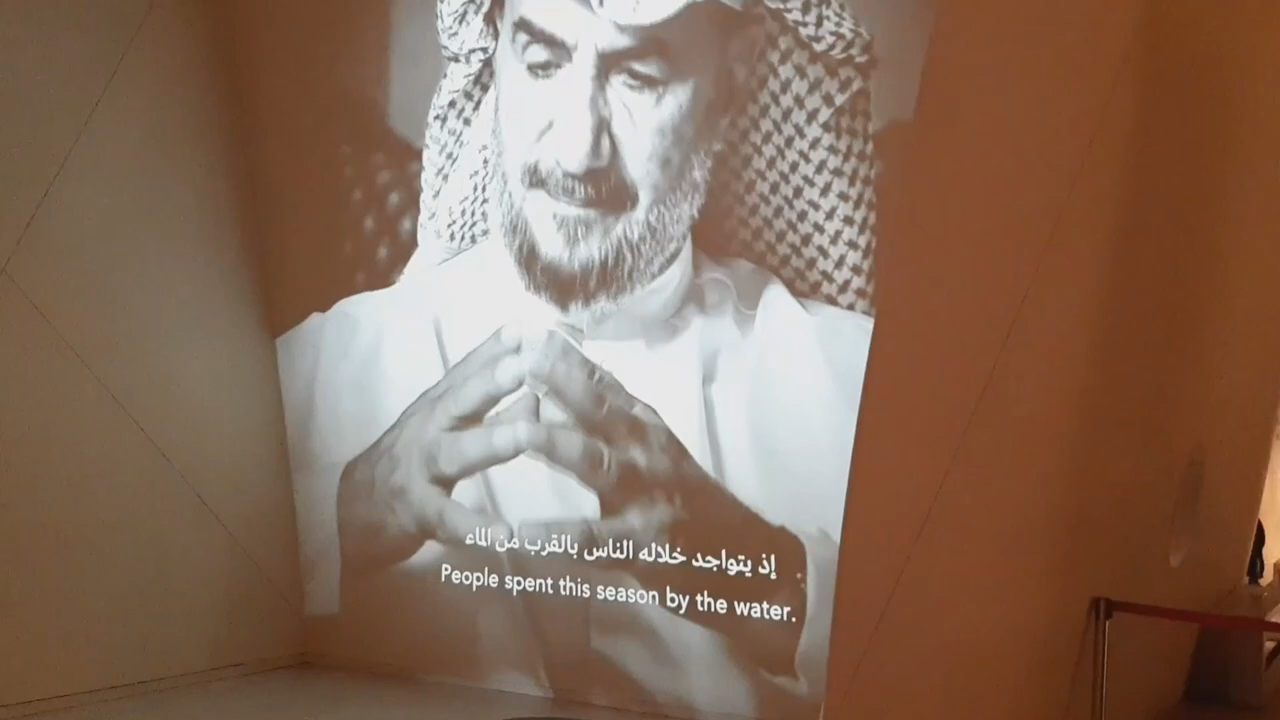 إذ يتواجد خلاله الناس بالقرب من الماء
People spent this season by the water.